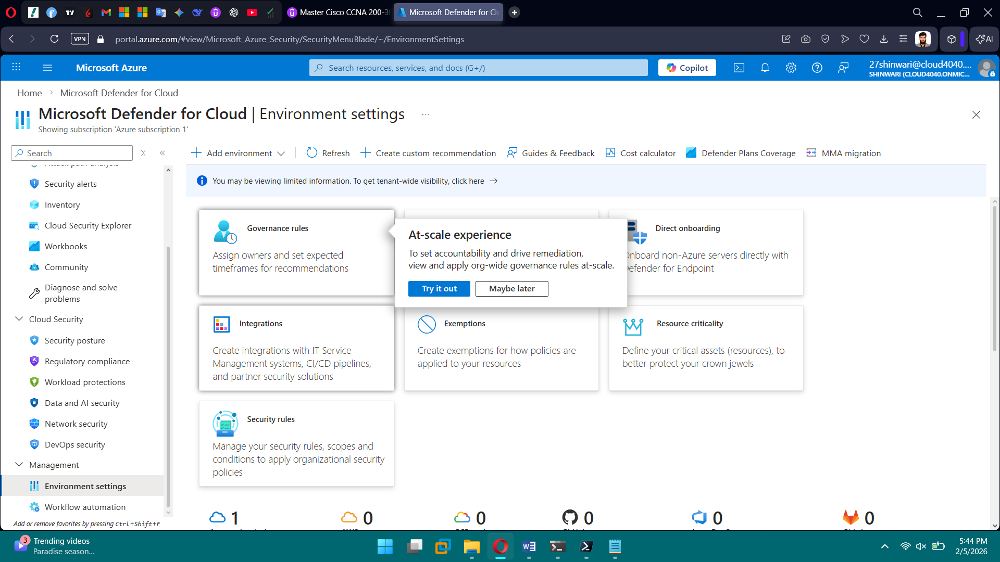 Master Cisco CCNA 200-30
Microsoft Defender for Clo
VPN
portal.azure.com/#view/Microsoft_Azure_Security/SecurityMenuBlade/~/EnvironmentSettings
AI
Microsoft Azure
Search resources, services, and docs (G+/)
Copilot
27shinwari@cloud4040....
SHINWARI (CLOUD4040.ONMIC...
Home > Microsoft Defender for Cloud
Microsoft Defender for Cloud | Environment settings ...
Showing subscription 'Azure subscription 1'
Search
Add environment
Refresh
Create custom recommendation
Guides & Feedback
Cost calculator
Defender Plans Coverage
MMA migration
You may be viewing limited information. To get tenant-wide visibility, click here →
Attack path analysis
Security alerts
Inventory
Cloud Security Explorer
Workbooks
Community
Diagnose and solve
problems
Cloud Security
Security posture
Regulatory compliance
Workload protections
Data and AI security
Network security
DevOps security
Management
Environment settings
Workflow automation
Add or remove favorites by pressing Ctrl+Shift+F
Governance rules
Assign owners and set expected
timeframes for recommendations
At-scale experience
To set accountability and drive remediation,
view and apply org-wide governance rules at-scale.
Try it out
Maybe later
Direct onboarding
Onboard non-Azure servers directly with
Defender for Endpoint
Integrations
Create integrations with IT Service
Management systems, CI/CD pipelines,
and partner security solutions
Exemptions
Create exemptions for how policies are
applied to your resources
Resource criticality
Define your critical assets (resources), to
better protect your crown jewels
Security rules
Manage your security rules, scopes and
conditions to apply organizational security
policies
1
0
0
0
0
0
3
Trending videos
Paradise season...
5:44 PM
2/5/2026